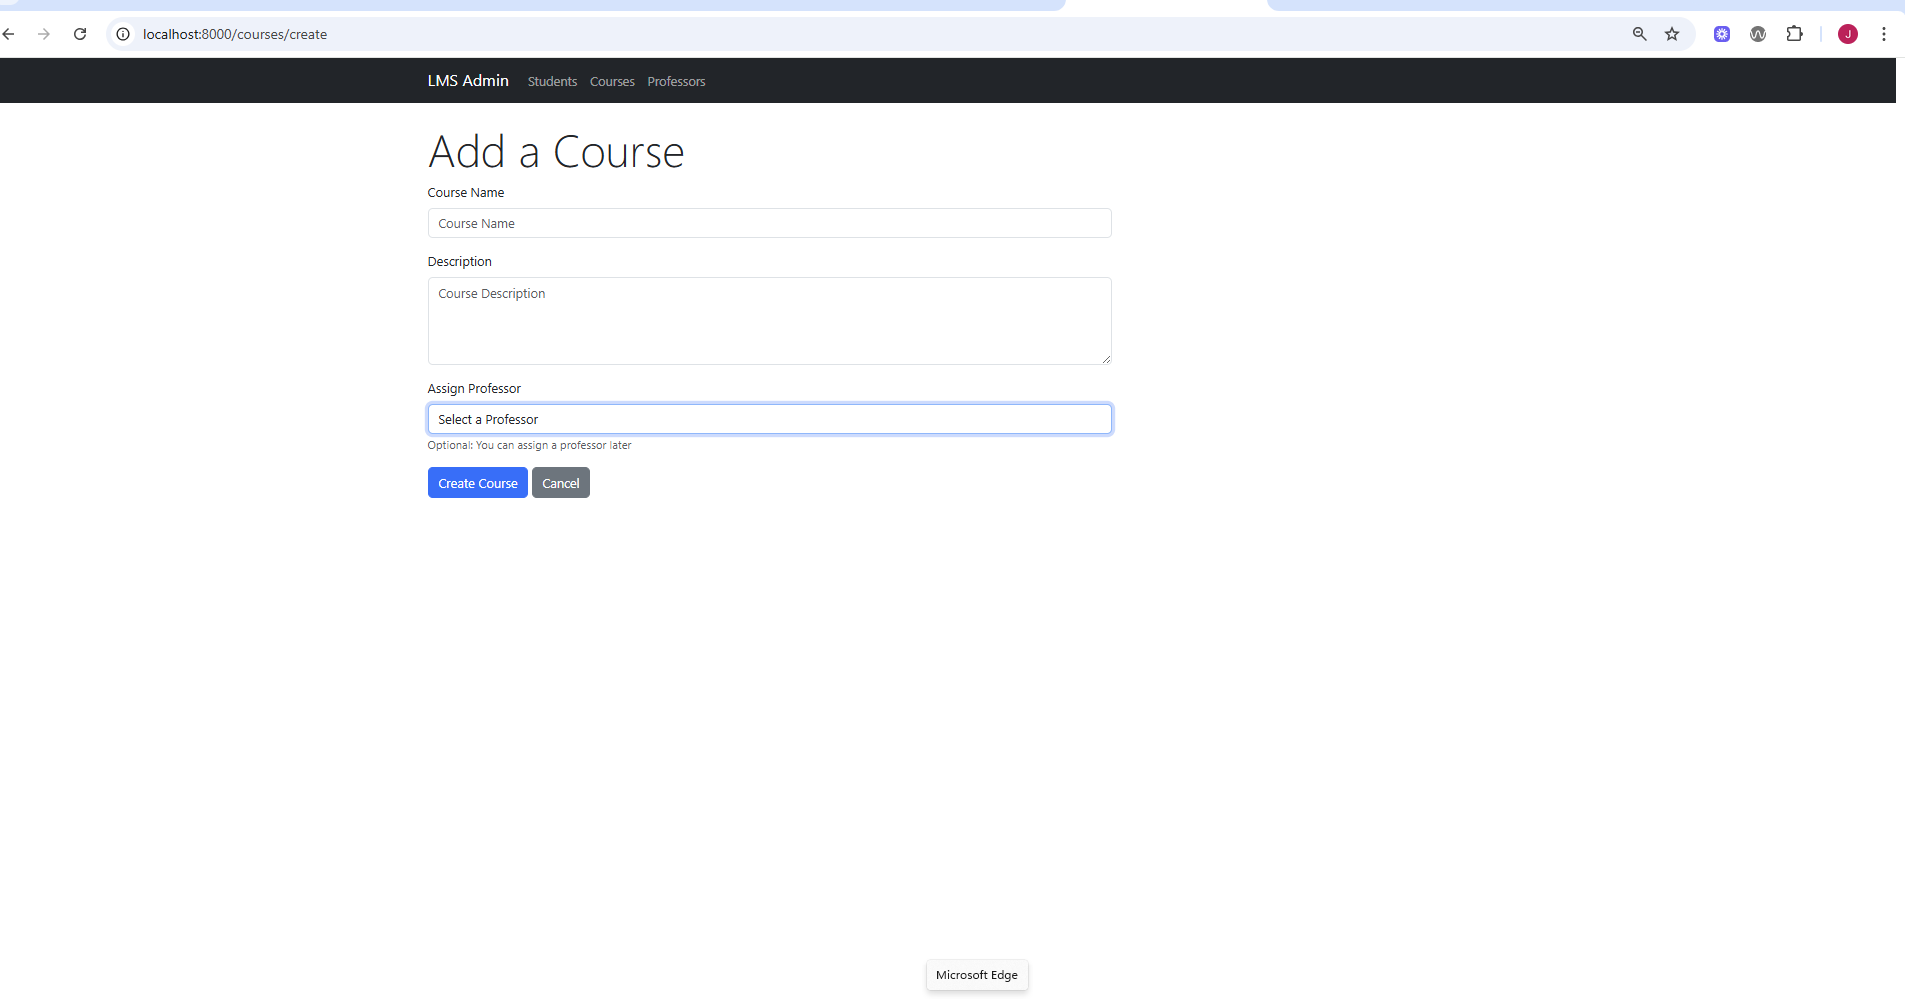 localhost:8000/courses/create
J
LMS Admin Students Courses Professors
Add a Course
Course Name
Course Name
Description
Course Description
Assign Professor
Select a Professor
Optional: You can assign a professor later
Create Course Cancel
Microsoft Edge